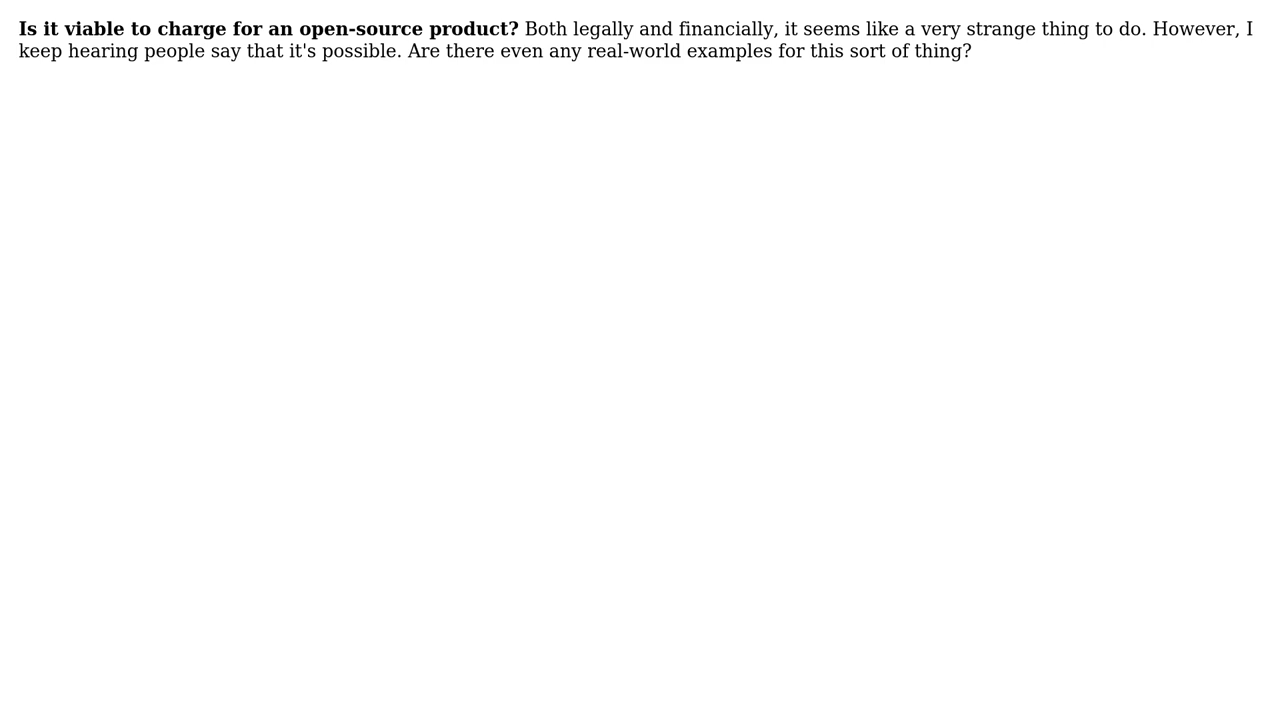 Is it viable to charge for an open-source product? Both legally and financially, it seems like a very strange thing to do. However, I
keep hearing people say that it's possible. Are there even any real-world examples for this sort of thing?